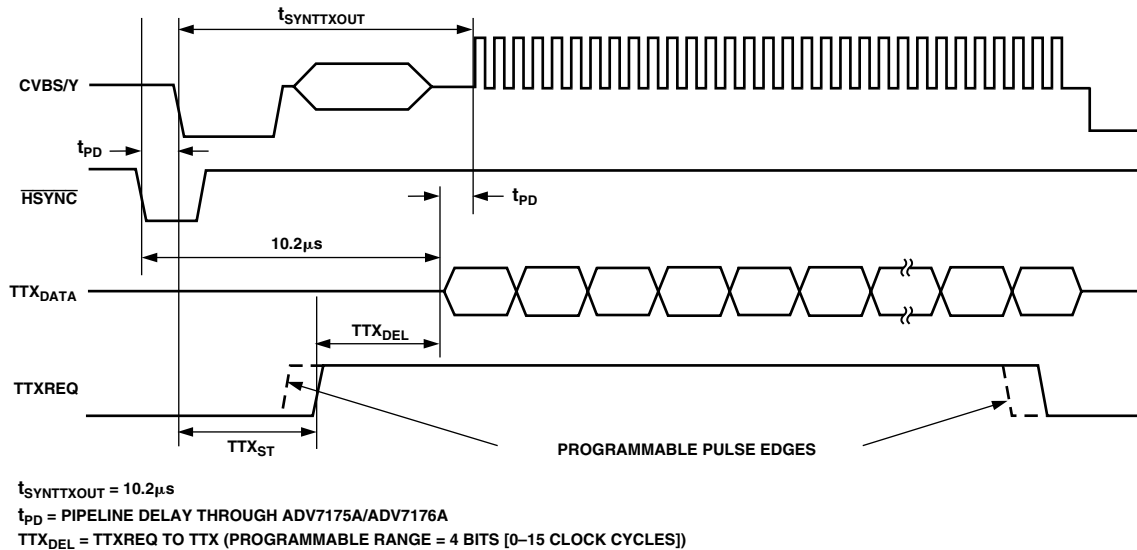 tSYNTTXOUT
CVBS/Y
tPD
HSYNC
tPD
10.2μs
TTXDATA
TTXDEL
TTXREQ
TTXST
PROGRAMMABLE PULSE EDGES
tSYNTTXOUT = 10.2μs
tPD = PIPELINE DELAY THROUGH ADV7175A/ADV7176A
TTXDEL = TTXREQ TO TTX (PROGRAMMABLE RANGE = 4 BITS [0–15 CLOCK CYCLES])